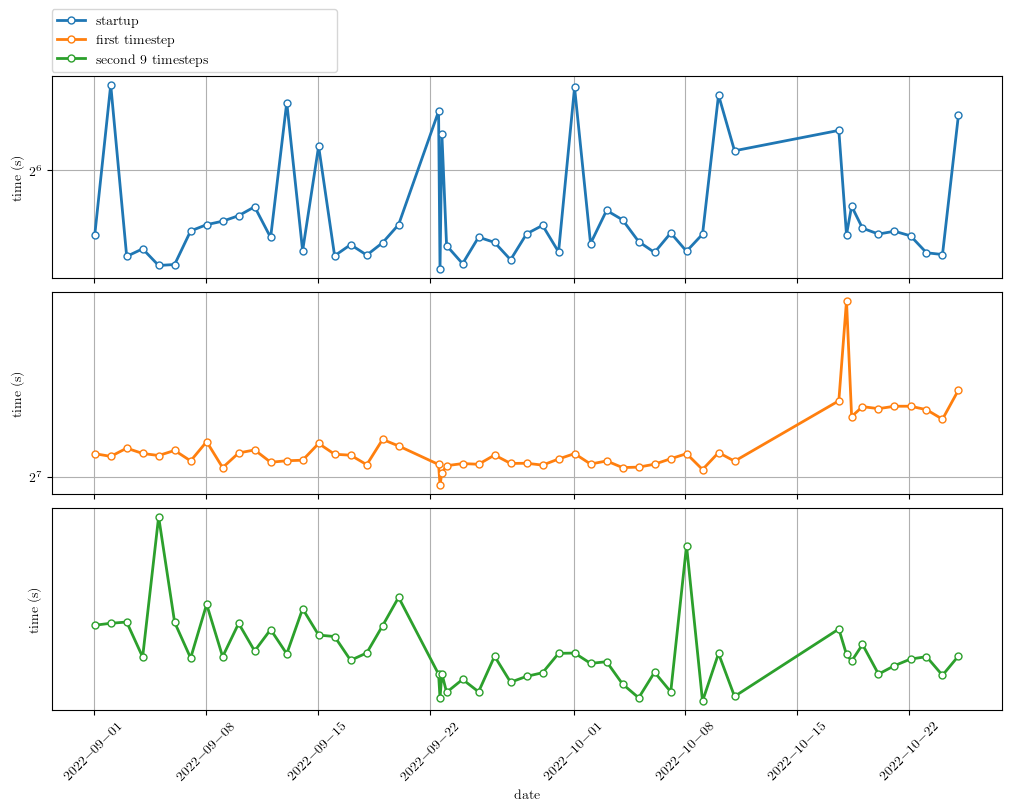 startup
first timestep
second 9 timesteps
time (s)
2^6
time (s)
2^7
time (s)
2022−09−01
2022−09−08
2022−09−15
2022−09−22
2022−10−01
2022−10−08
2022−10−15
2022−10−22
date